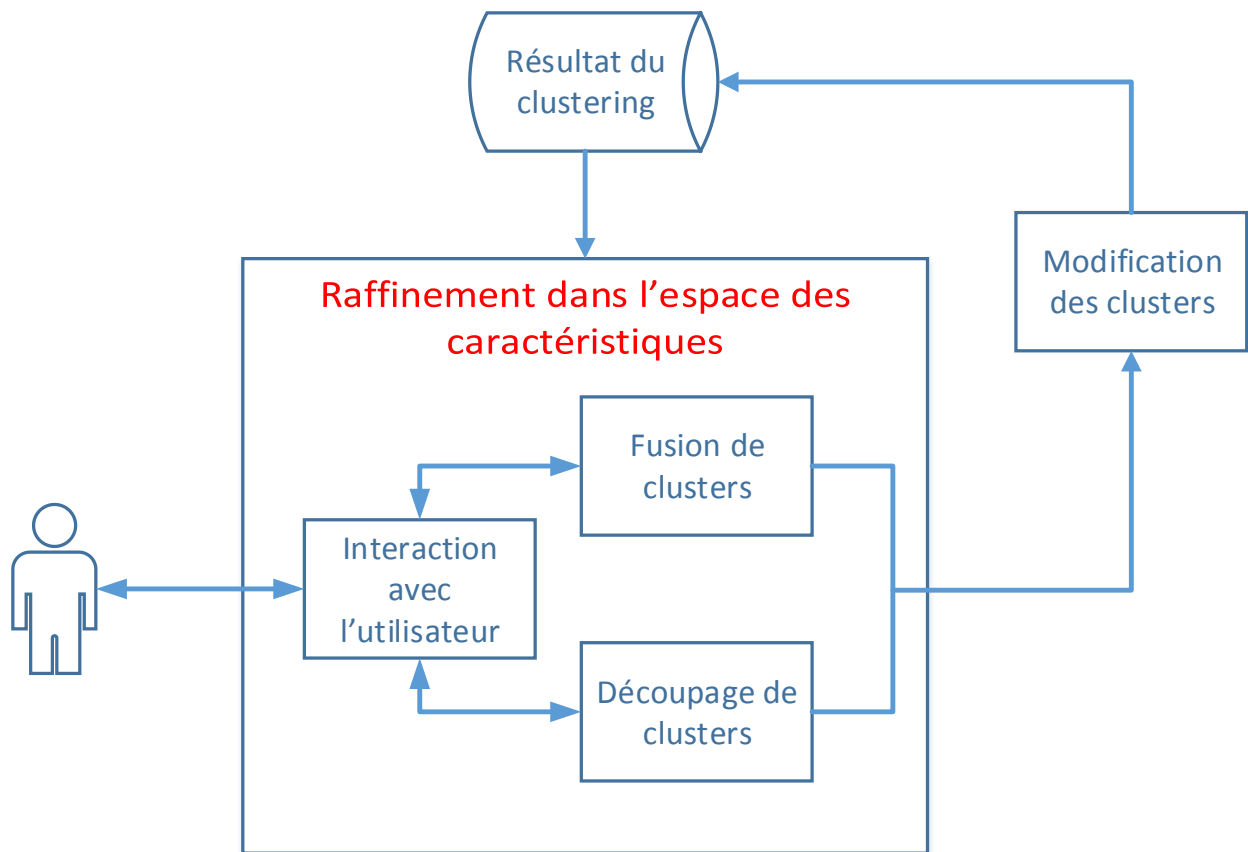 Résultat du
clustering
Modification
des clusters
Raffinement dans l’espace des
caractéristiques
Fusion de
clusters
Interaction
avec
l’utilisateur
Découpage de
clusters